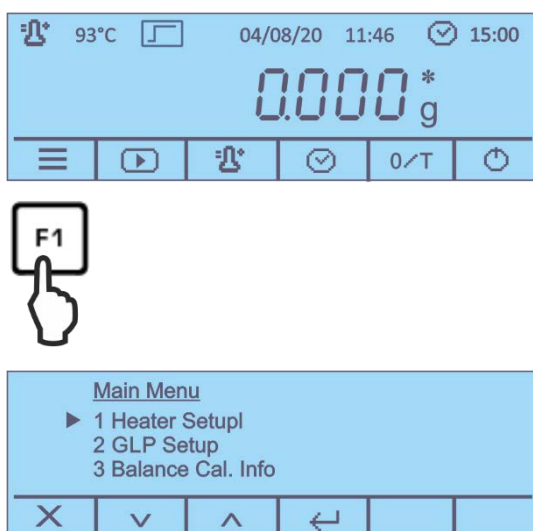 93°C 04/08/20 11:46 15:00
0.000 * g
0/T
F1
Main Menu
1 Heater Setupl
2 GLP Setup
3 Balance Cal. Info